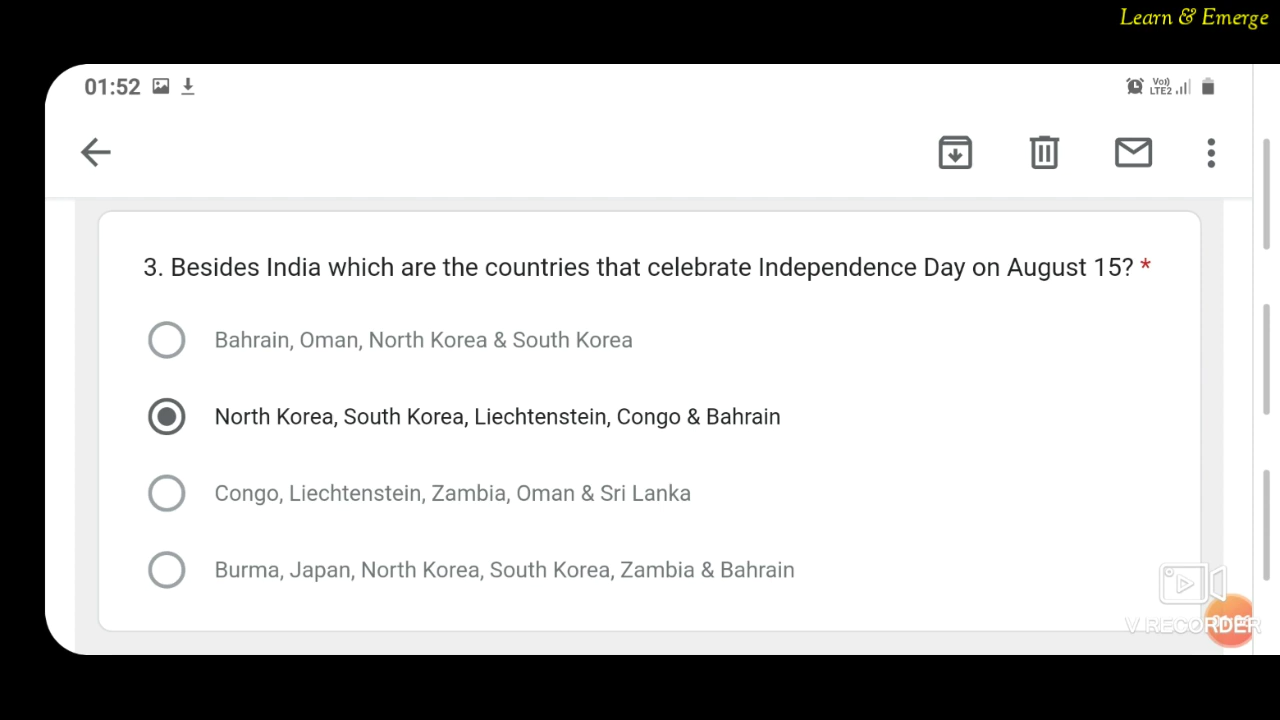 Learn & Emerge
01:52
Vo))
LTE2
3. Besides India which are the countries that celebrate Independence Day on August 15? *
Bahrain, Oman, North Korea & South Korea
North Korea, South Korea, Liechtenstein, Congo & Bahrain
Congo, Liechtenstein, Zambia, Oman & Sri Lanka
Burma, Japan, North Korea, South Korea, Zambia & Bahrain
V RECORDER